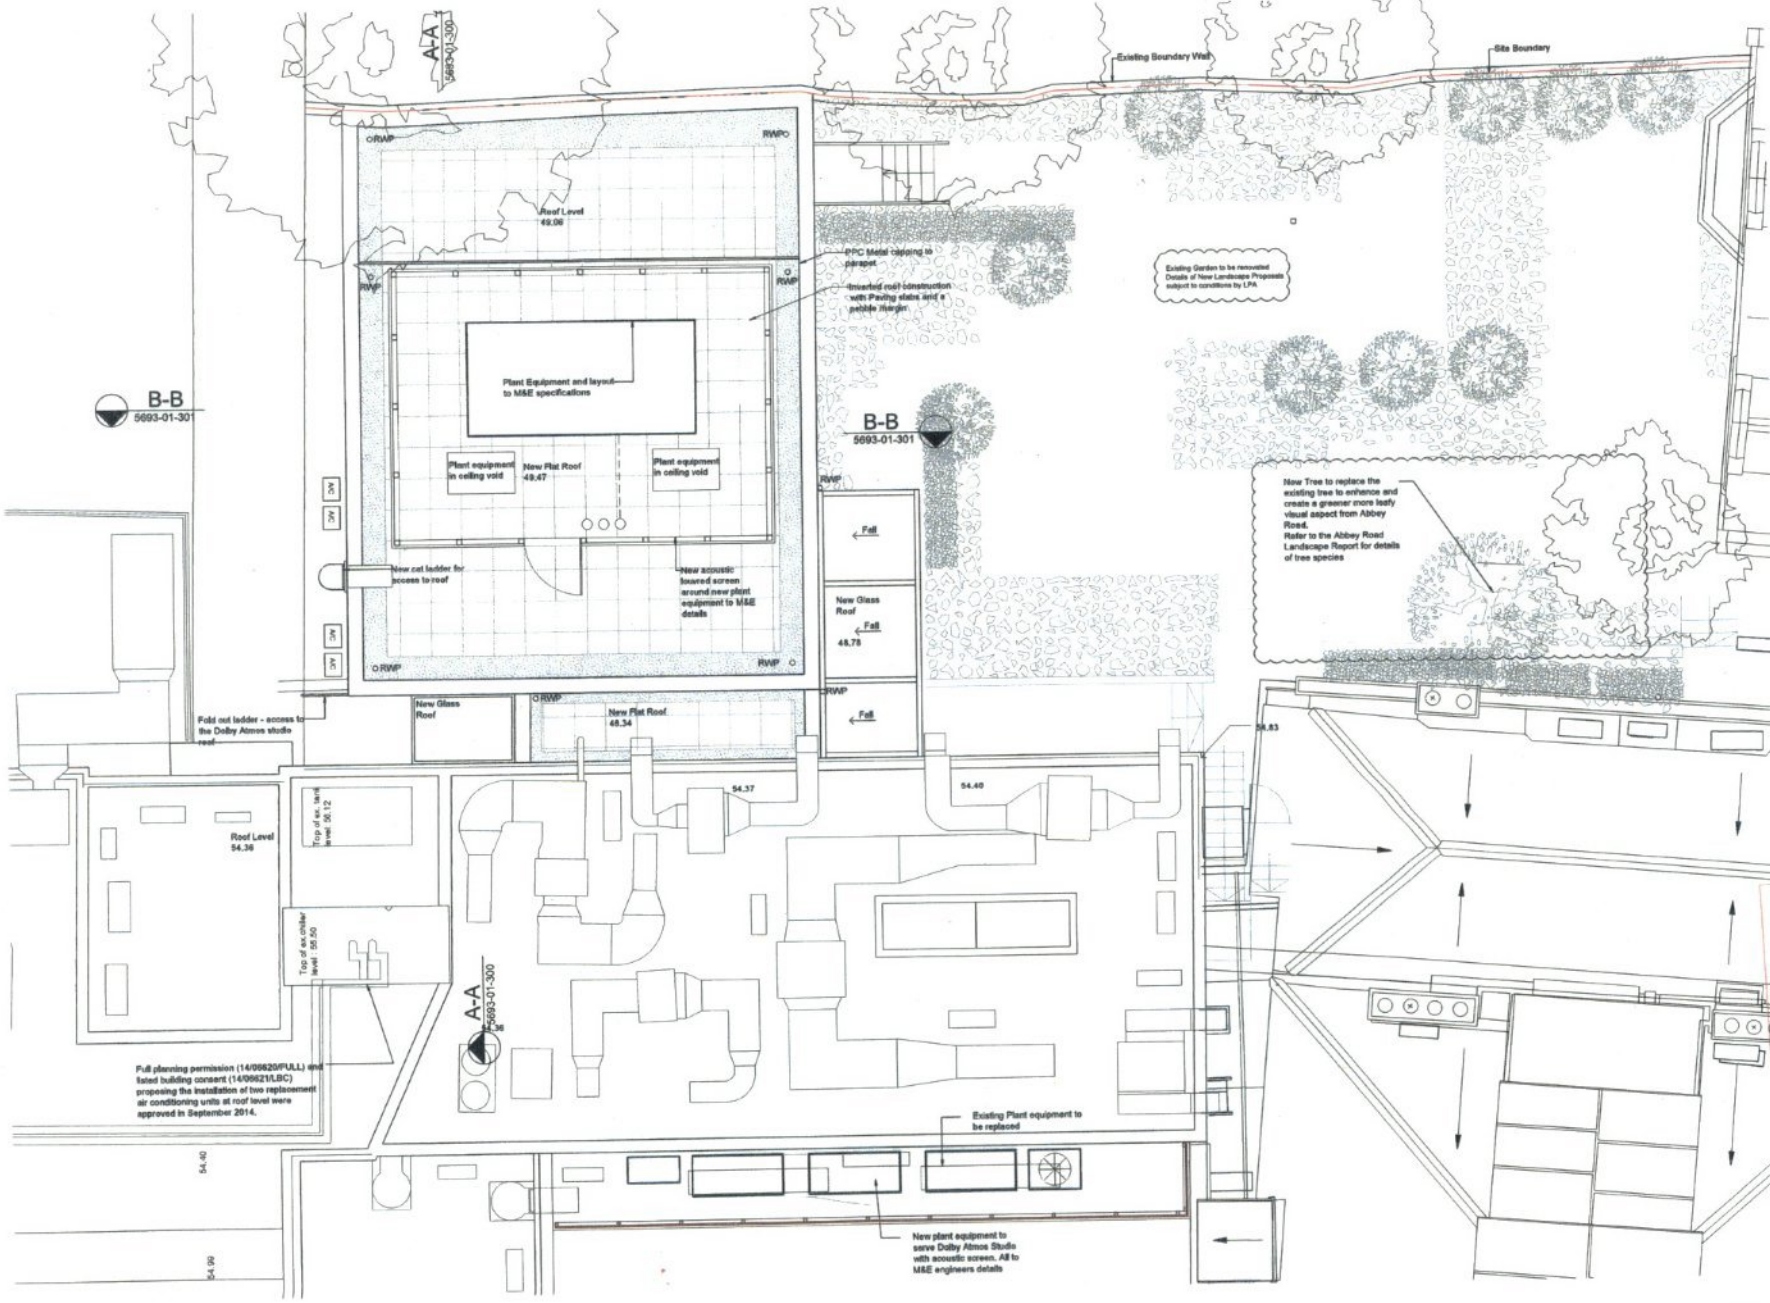 A-A
5693-01-300
Existing Boundary Wall
Site Boundary
RWP
RWP
Roof Level
49.06
PPC Metal capping to
parapet
RWP
RWP
Inverted roof construction
with Paving slabs and a
pebble margin
Existing Garden to be renovated
Details of New Landscape Proposals
subject to conditions by LPA
Plant Equipment and layout
to M&E specifications
B-B
5693-01-301
B-B
5693-01-301
Plant equipment
in ceiling void
New Flat Roof
49.47
Plant equipment
in ceiling void
RWP
New Tree to replace the
existing tree to enhance and
create a greener more leafy
visual aspect from Abbey
Road.
Refer to the Abbey Road
Landscape Report for details
of tree species
A/C
A/C
Fall
New cat ladder for
access to roof
New acoustic
louvred screen
around new plant
equipment to M&E
details
New Glass
Roof
Fall
48.78
A/C
A/C
RWP
RWP
RWP
RWP
New Glass
Roof
New Flat Roof
48.34
Fall
Fold out ladder - access to
the Dolby Atmos studio
roof
54.83
54.37
54.40
Roof Level
54.36
Top of ex. tank
level: 56.12
Top of ex.chiller
level : 56.50
A-A
5693-01-300
54.36
Full planning permission (14/06620/FULL) and
listed building consent (14/06621/LBC)
proposing the installation of two replacement
air conditioning units at roof level were
approved in September 2014.
Existing Plant equipment to
be replaced
54.40
New plant equipment to
serve Dolby Atmos Studio
with acoustic screen. All to
M&E engineers details
54.99